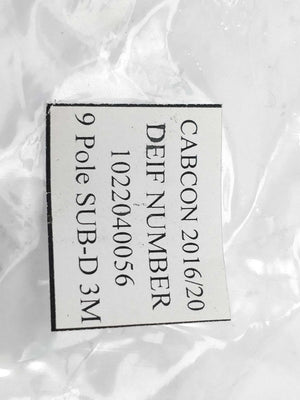 CABCON 2016/20
DEIF NUMBER
1022040056
9 Pole SUB-D 3M